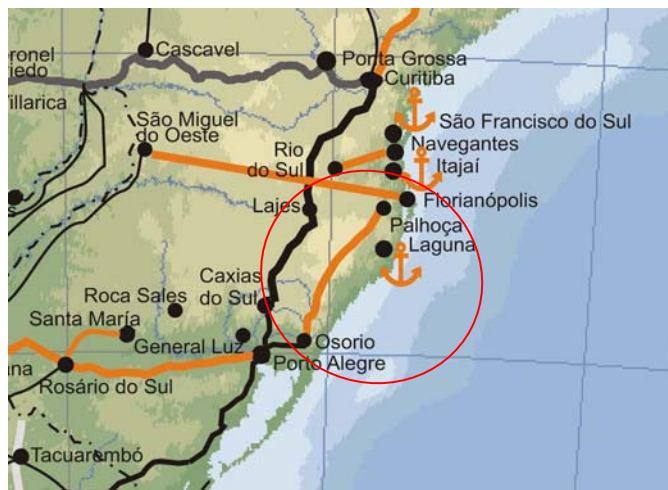 Cascavel
Ponta Grossa
Curitiba
oronel
iedo
Villarica
São Miguel
do Oeste
São Francisco do Sul
Navegantes
Itajaí
Rio
do Sul
Florianópolis
Lajes
Palhoça
Laguna
Caxias
do Sul
Roca Sales
Santa María
General Luz
Osorio
Porto Alegre
ana
Rosário do Sul
Tacuarembó